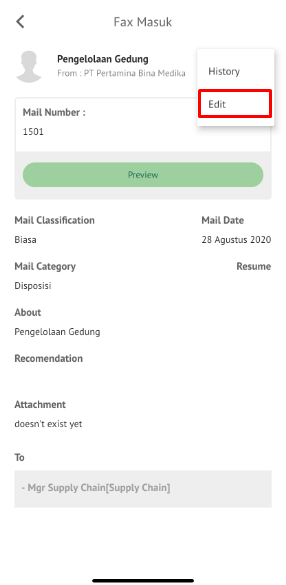 Fax Masuk
Pengelolaan Gedung
From : PT Pertamina Bina Medika
History
Edit
Mail Number :
1501
Preview
Mail Classification
Mail Date
Biasa
28 Agustus 2020
Mail Category
Resume
Disposisi
About
Pengelolaan Gedung
Recomendation
Attachment
doesn't exist yet
To
- Mgr Supply Chain[Supply Chain]